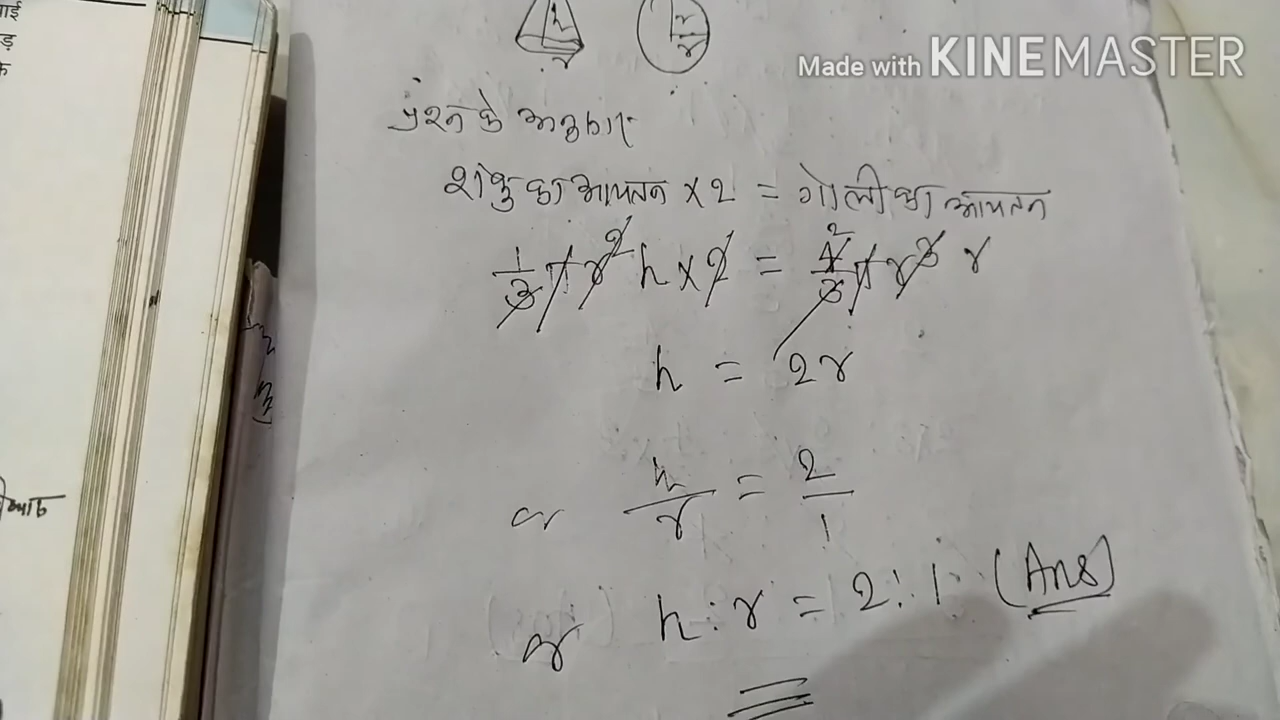 ाई
ड़
के
Made with KINEMASTER
h
r
r
r
प्रश्न के अनुसार
शंकु का आयतन × 2 = गोली का आयतन
1/3 π r² h × 2 = 4/3 π r³ 2 r
h = 2r
or h/r = 2/1
or h : r = 2 : 1 (Ans)